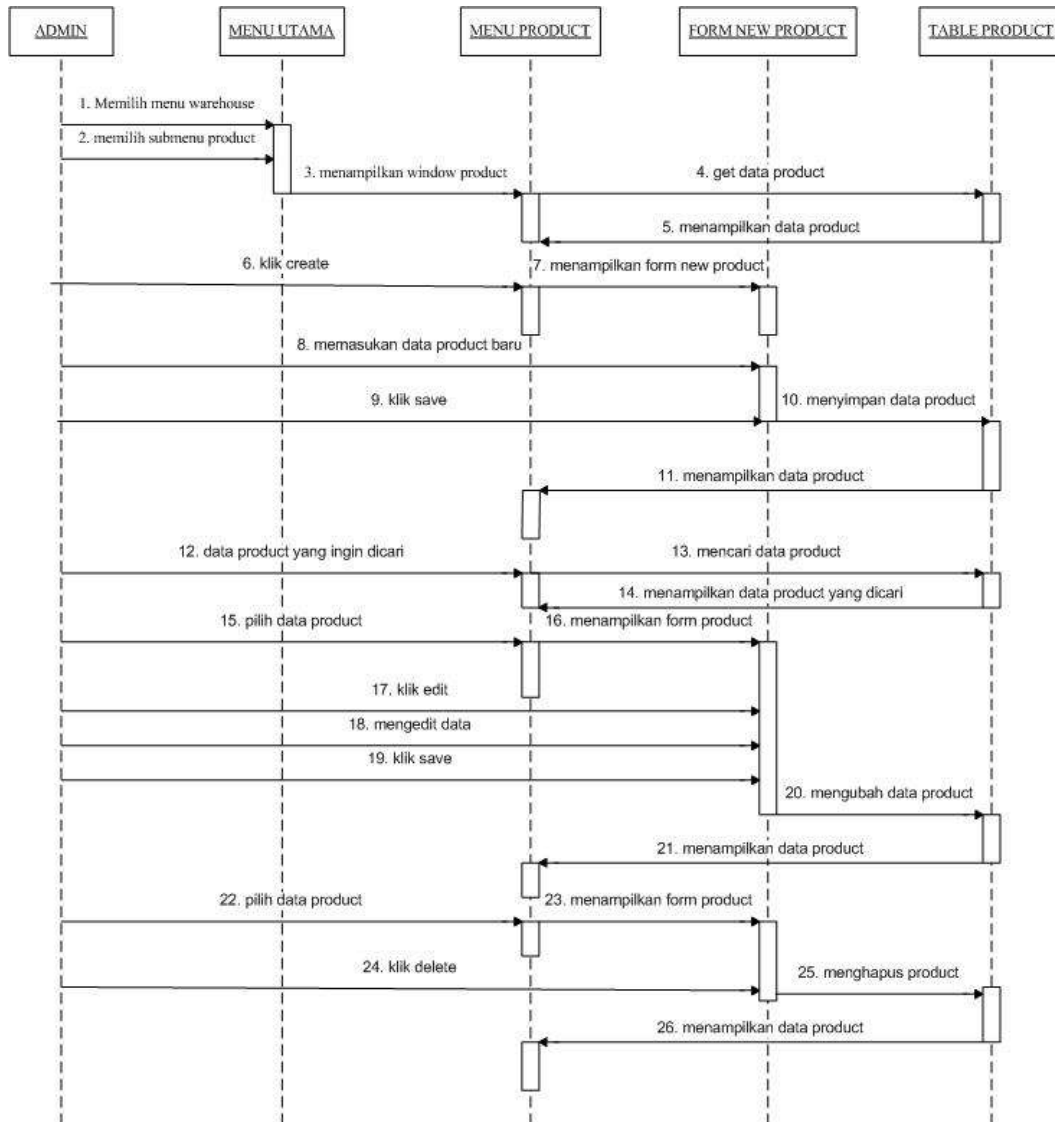 ADMIN
MENU UTAMA
MENU PRODUCT
FORM NEW PRODUCT
TABLE PRODUCT
1. Memilih menu warehouse
2. memilih submenu product
3. menampilkan window product
4. get data product
5. menampilkan data product
6. klik create
7. menampilkan form new product
8. memasukan data product baru
9. klik save
10. menyimpan data product
11. menampilkan data product
12. data product yang ingin dicari
13. mencari data product
14. menampilkan data product yang dicari
15. pilih data product
16. menampilkan form product
17. klik edit
18. mengedit data
19. klik save
20. mengubah data product
21. menampilkan data product
22. pilih data product
23. menampilkan form product
24. klik delete
25. menghapus product
26. menampilkan data product